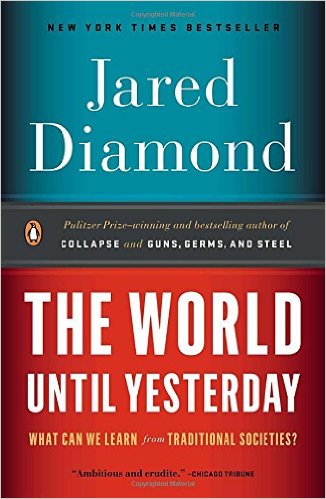 NEW YORK TIMES BESTSELLER
Jared
Diamond
Pulitzer Prize–winning and bestselling author of
COLLAPSE and GUNS, GERMS, AND STEEL
THE WORLD
UNTIL YESTERDAY
WHAT CAN WE LEARN from TRADITIONAL SOCIETIES?
"Ambitious and erudite." –CHICAGO TRIBUNE